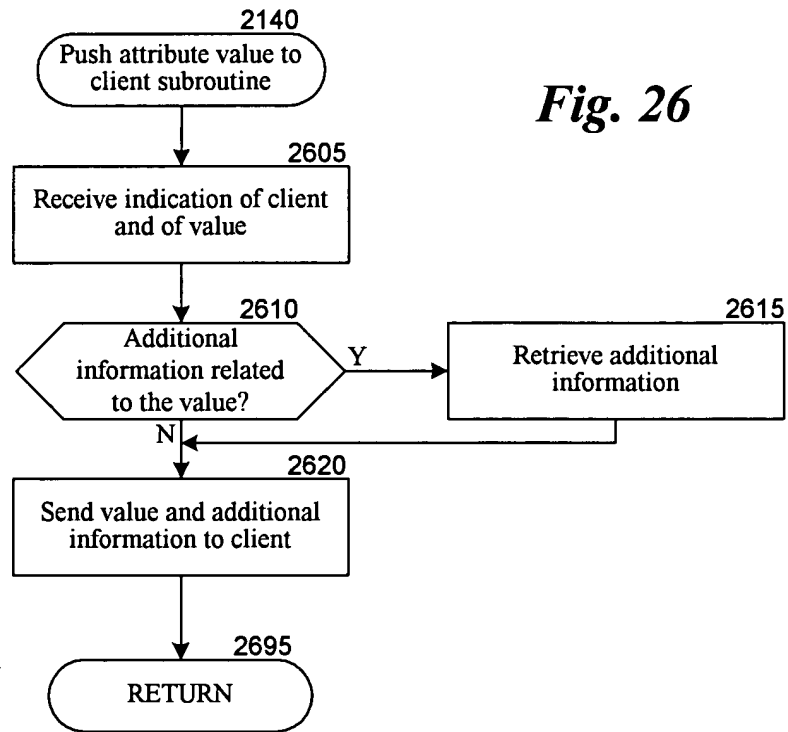 2140
Push attribute value to
client subroutine
Fig. 26
2605
Receive indication of client
and of value
2610
Additional
information related
to the value?
Y
N
2615
Retrieve additional
information
2620
Send value and additional
information to client
2695
RETURN